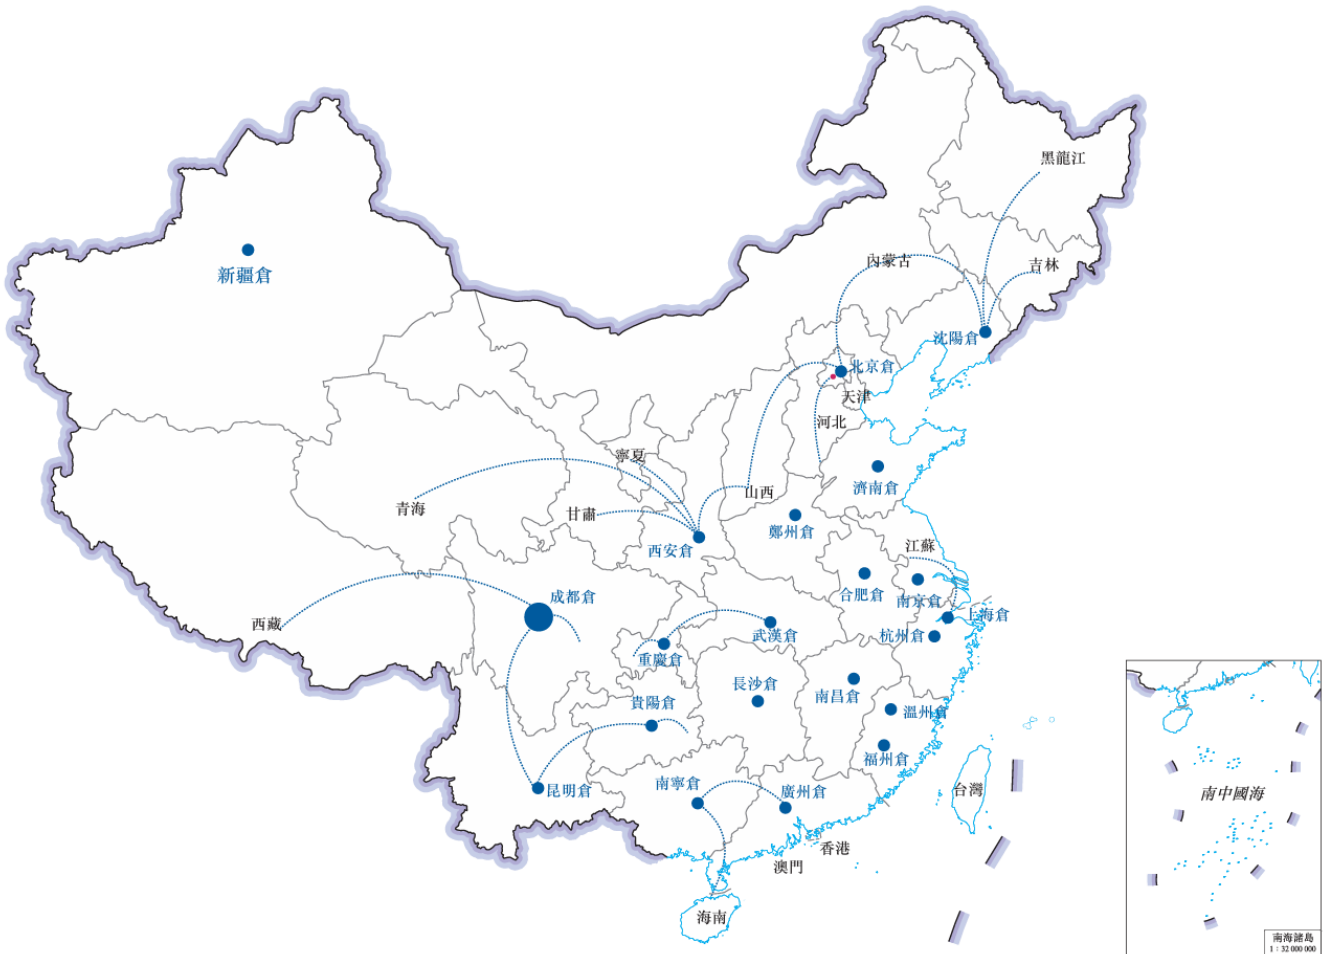 黑龍江
內蒙古
吉林
新疆倉
沈陽倉
北京倉
天津
河北
寧夏
濟南倉
山西
青海
甘肅
鄭州倉
西安倉
江蘇
合肥倉
南京倉
成都倉
上海倉
西藏
武漢倉
杭州倉
重慶倉
長沙倉
南昌倉
貴陽倉
溫州倉
福州倉
南寧倉
廣州倉
昆明倉
台灣
南中國海
香港
澳門
海南
南海諸島
1：32 000 000